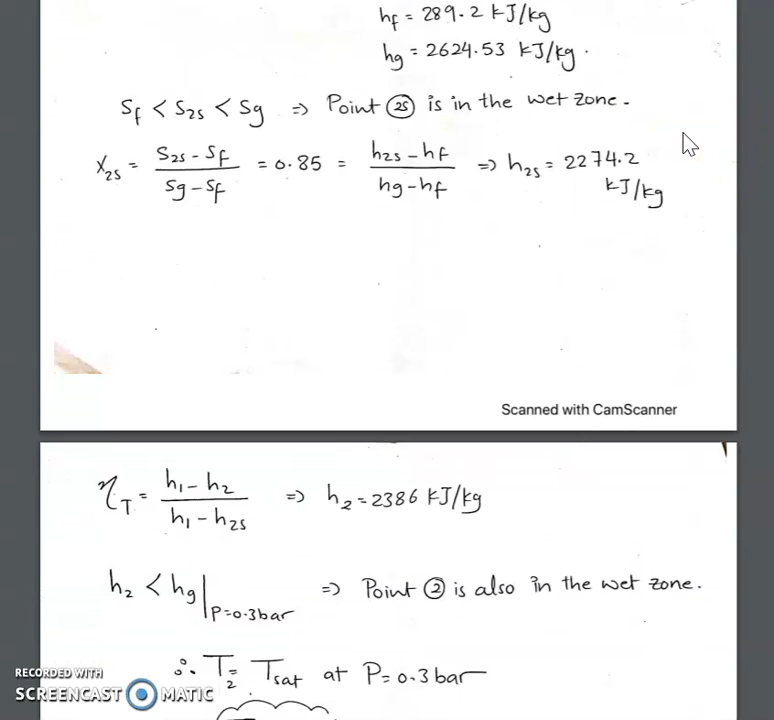 hf = 289.2 kJ/kg
hg = 2624.53 kJ/kg.
Sf < S2s < Sg => Point 2s is in the wet zone.
X2s = (S2s - Sf)/(Sg - Sf) = 0.85 = (h2s - hf)/(hg - hf) => h2s = 2274.2
kJ/kg
Scanned with CamScanner
ηT = (h1 - h2)/(h1 - h2s) => h2 = 2386 kJ/kg
h2 < hg|P=0.3bar => Point 2 is also in the wet zone.
∴ T2 = Tsat at P=0.3bar
RECORDED WITH
SCREENCAST MATIC